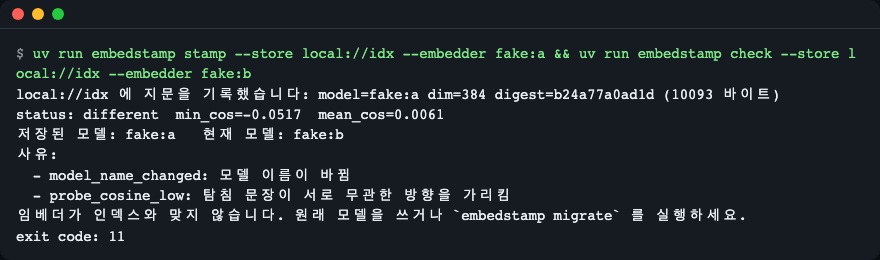 $ uv run embedstamp stamp --store local://idx --embedder fake:a && uv run embedstamp check --store l
ocal://idx --embedder fake:b
local://idx 에 지문을 기록했습니다: model=fake:a dim=384 digest=b24a77a0ad1d (10093 바이트)
status: different  min_cos=-0.0517  mean_cos=0.0061
저장된 모델: fake:a   현재 모델: fake:b
사유:
  - model_name_changed: 모델 이름이 바뀜
  - probe_cosine_low: 탐침 문장이 서로 무관한 방향을 가리킴
임베더가 인덱스와 맞지 않습니다. 원래 모델을 쓰거나 `embedstamp migrate` 를 실행하세요.
exit code: 11